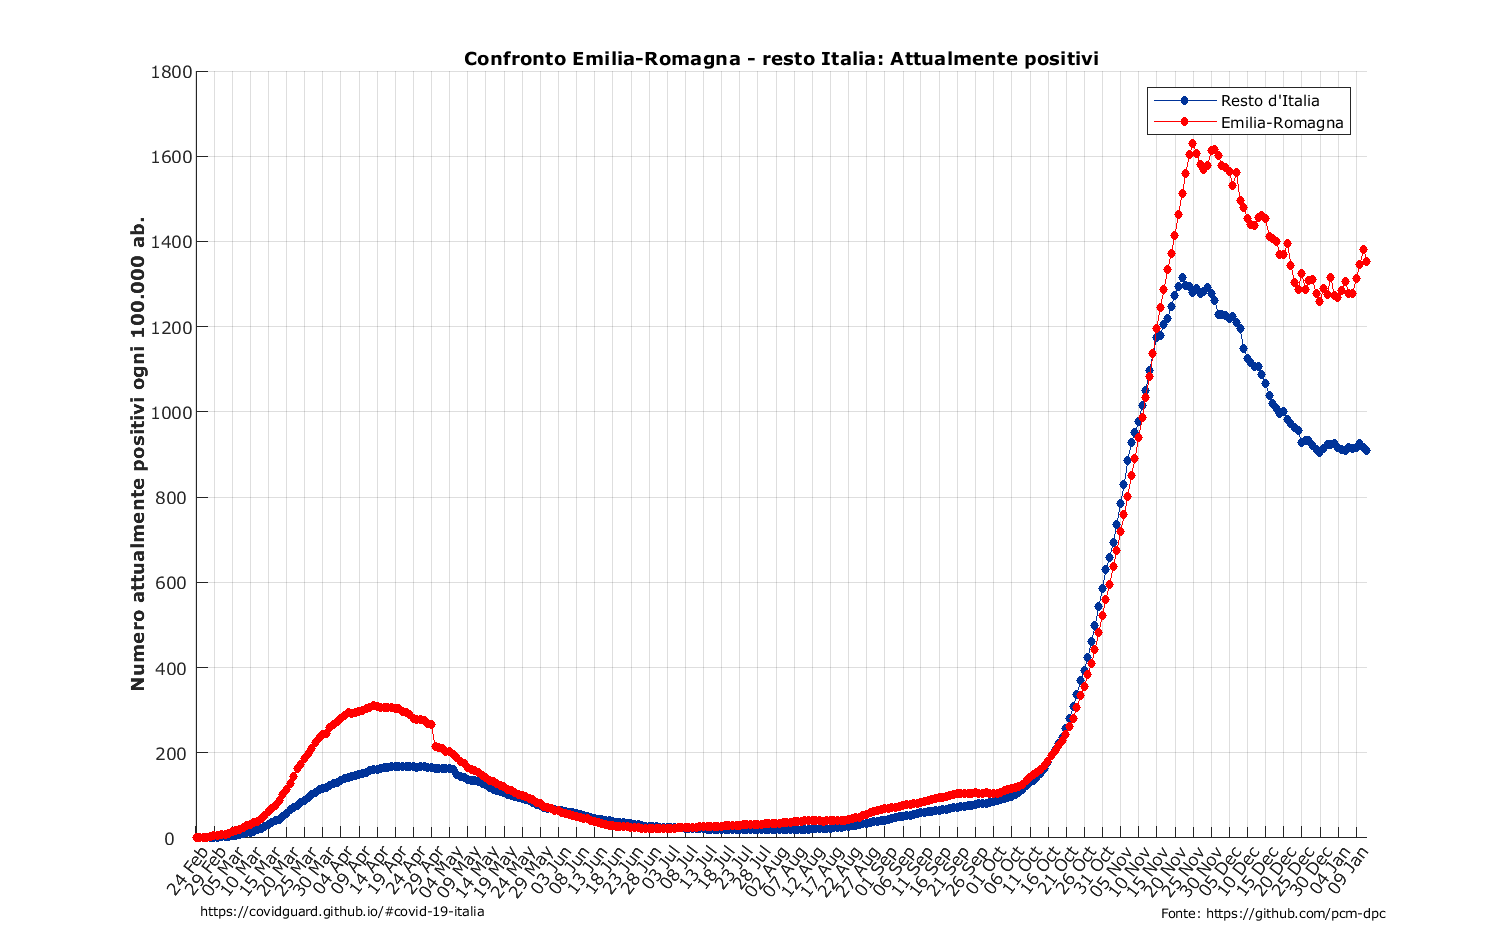 Confronto Emilia-Romagna - resto Italia: Attualmente positivi
Resto d'Italia
Emilia-Romagna
Numero attualmente positivi ogni 100.000 ab.
1800
1600
1400
1200
1000
800
600
400
200
0
24 Feb
29 Feb
05 Mar
10 Mar
15 Mar
20 Mar
25 Mar
30 Mar
04 Apr
09 Apr
14 Apr
19 Apr
24 Apr
29 Apr
04 May
09 May
14 May
19 May
24 May
29 May
03 Jun
08 Jun
13 Jun
18 Jun
23 Jun
28 Jun
03 Jul
08 Jul
13 Jul
18 Jul
23 Jul
28 Jul
02 Aug
07 Aug
12 Aug
17 Aug
22 Aug
27 Aug
01 Sep
06 Sep
11 Sep
16 Sep
21 Sep
26 Sep
01 Oct
06 Oct
11 Oct
16 Oct
21 Oct
26 Oct
31 Oct
05 Nov
10 Nov
15 Nov
20 Nov
25 Nov
30 Nov
05 Dec
10 Dec
15 Dec
20 Dec
25 Dec
30 Dec
04 Jan
09 Jan
https://covidguard.github.io/#covid-19-italia
Fonte: https://github.com/pcm-dpc